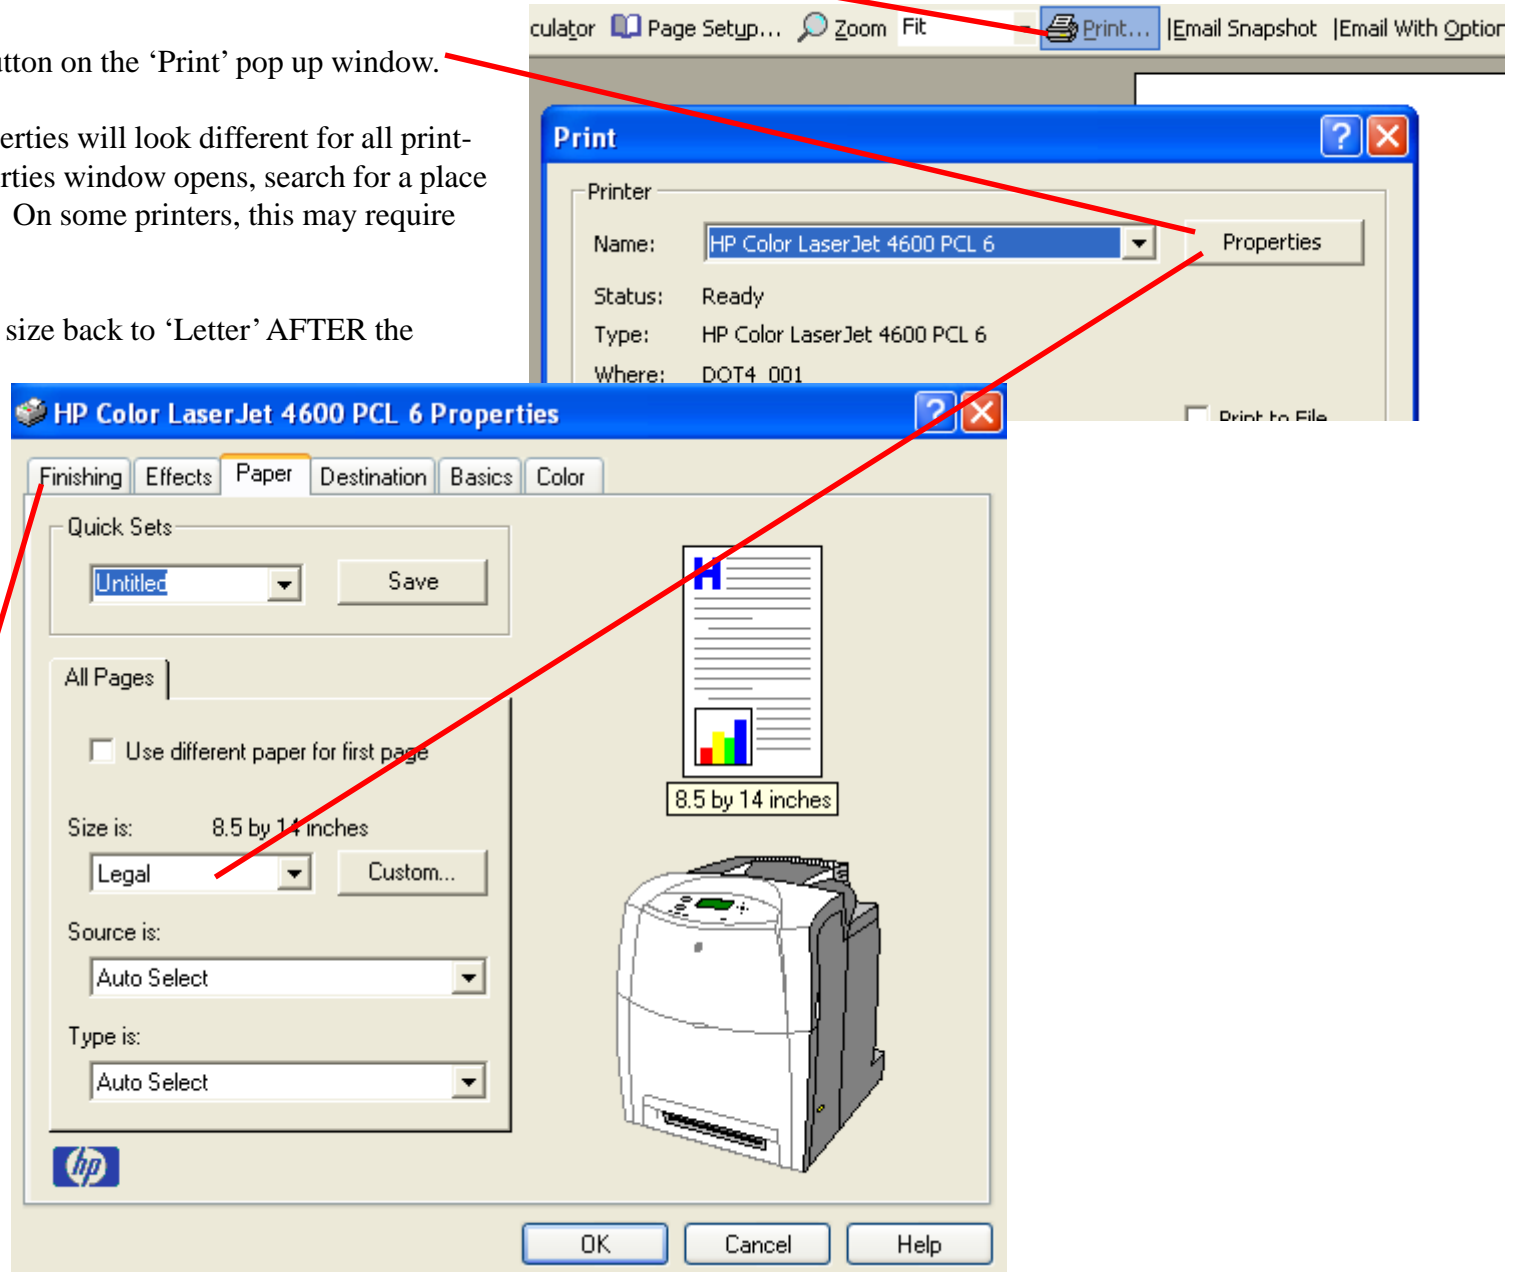 culator Page Setup... Zoom Fit Print... |Email Snapshot |Email With Option
utton on the ‘Print’ pop up window.
erties will look different for all print-
rties window opens, search for a place
On some printers, this may require
size back to ‘Letter’ AFTER the
Print
Printer
Name: HP Color LaserJet 4600 PCL 6 Properties
Status: Ready
Type: HP Color LaserJet 4600 PCL 6
Where: DOT4_001
Print to File
HP Color LaserJet 4600 PCL 6 Properties
Finishing Effects Paper Destination Basics Color
Quick Sets
Untitled Save
All Pages
Use different paper for first page
Size is: 8.5 by 14 inches
Legal Custom...
Source is:
Auto Select
Type is:
Auto Select
H
8.5 by 14 inches
hp
OK Cancel Help